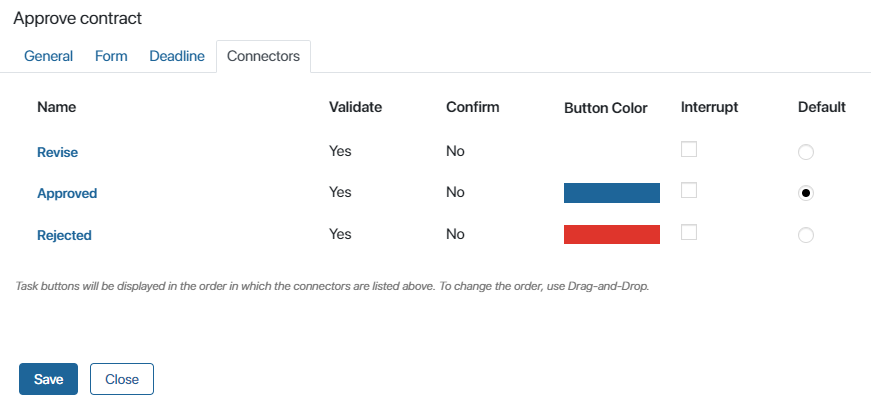 Approve contract
General Form Deadline Connectors
Name Validate Confirm Button Color Interrupt Default
Revise Yes No
Approved Yes No
Rejected Yes No
Task buttons will be displayed in the order in which the connectors are listed above. To change the order, use Drag-and-Drop.
Save Close